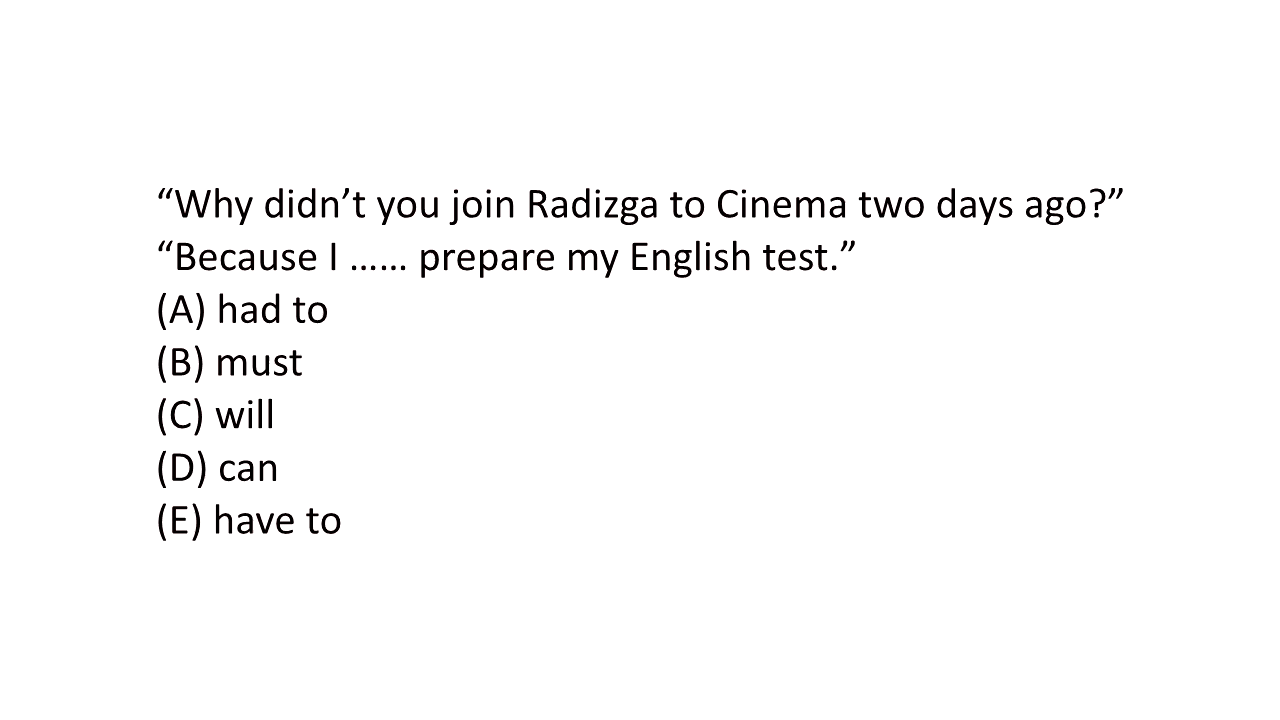 “Why didn’t you join Radizga to Cinema two days ago?”
“Because I …… prepare my English test.”
(A) had to
(B) must
(C) will
(D) can
(E) have to